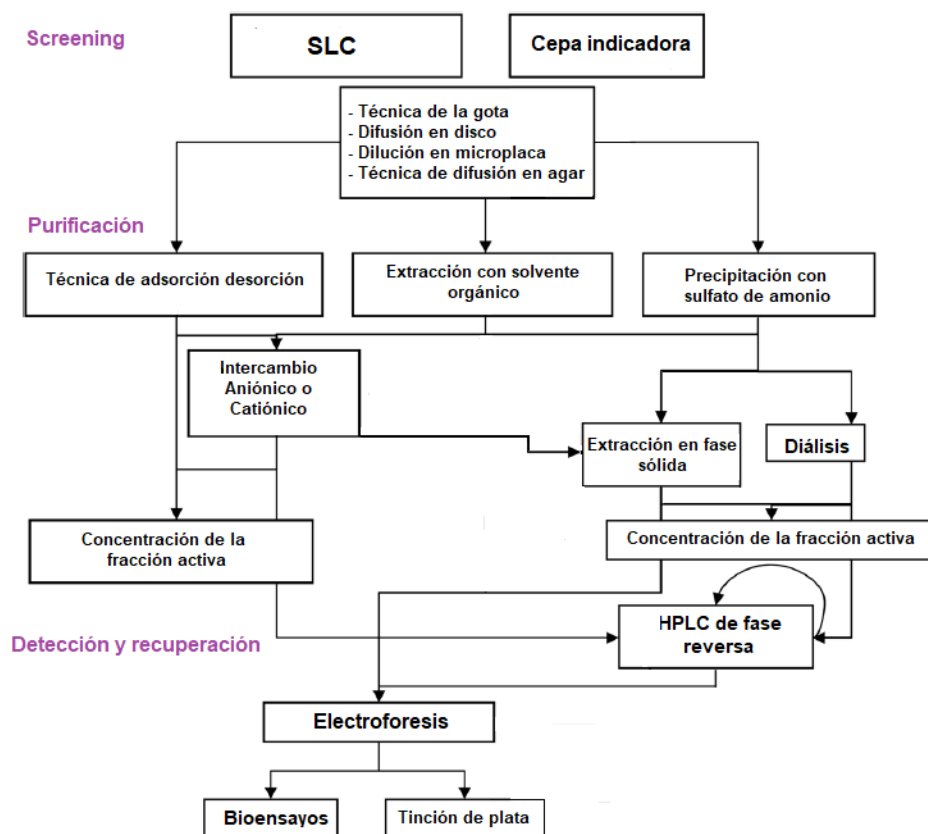 Screening
SLC
Cepa indicadora
- Técnica de la gota
- Difusión en disco
- Dilución en microplaca
- Técnica de difusión en agar
Purificación
Técnica de adsorción desorción
Extracción con solvente
orgánico
Precipitación con
sulfato de amonio
Intercambio
Aniónico o
Catiónico
Extracción en fase
sólida
Diálisis
Concentración de la
fracción activa
Concentración de la fracción activa
HPLC de fase
reversa
Detección y recuperación
Electroforesis
Bioensayos
Tinción de
plata